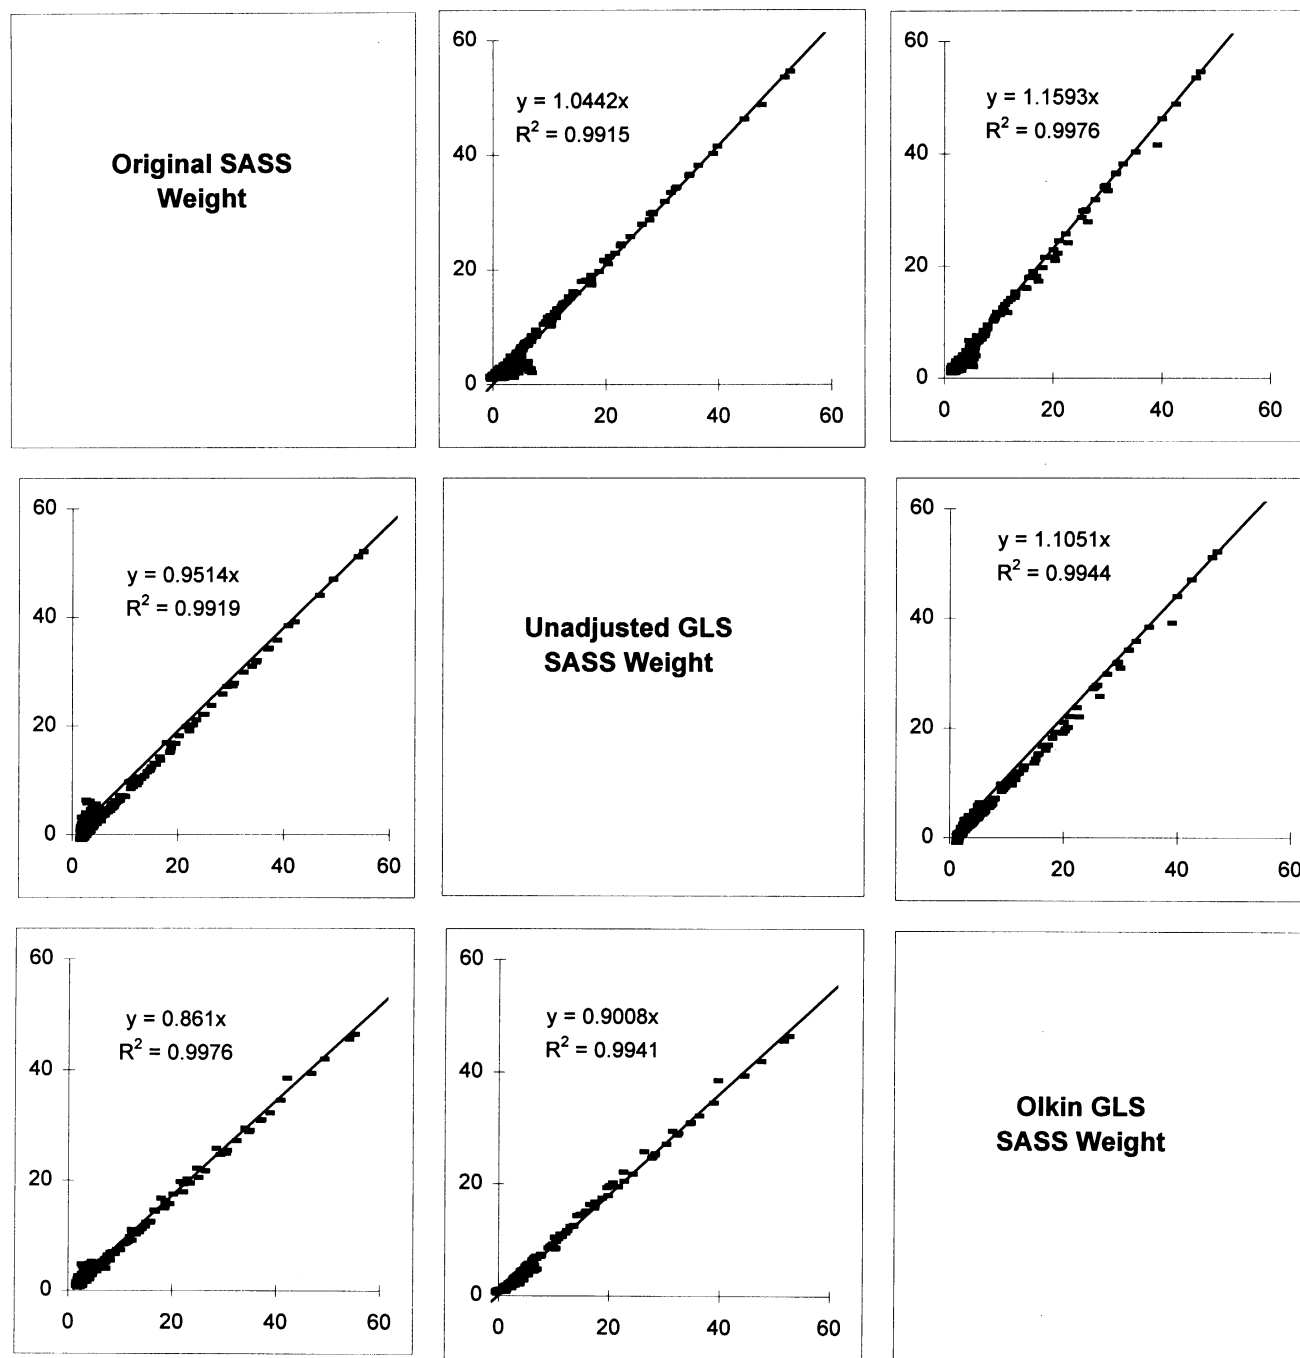 Original SASS
Weight
60
40
20
0
0 20 40 60
y = 1.0442x
R² = 0.9915
60
40
20
0
0 20 40 60
y = 1.1593x
R² = 0.9976
60
40
20
0
0 20 40 60
y = 0.9514x
R² = 0.9919
Unadjusted GLS
SASS Weight
60
40
20
0
0 20 40 60
y = 1.1051x
R² = 0.9944
60
40
20
0
0 20 40 60
y = 0.861x
R² = 0.9976
60
40
20
0
0 20 40 60
y = 0.9008x
R² = 0.9941
Olkin GLS
SASS Weight